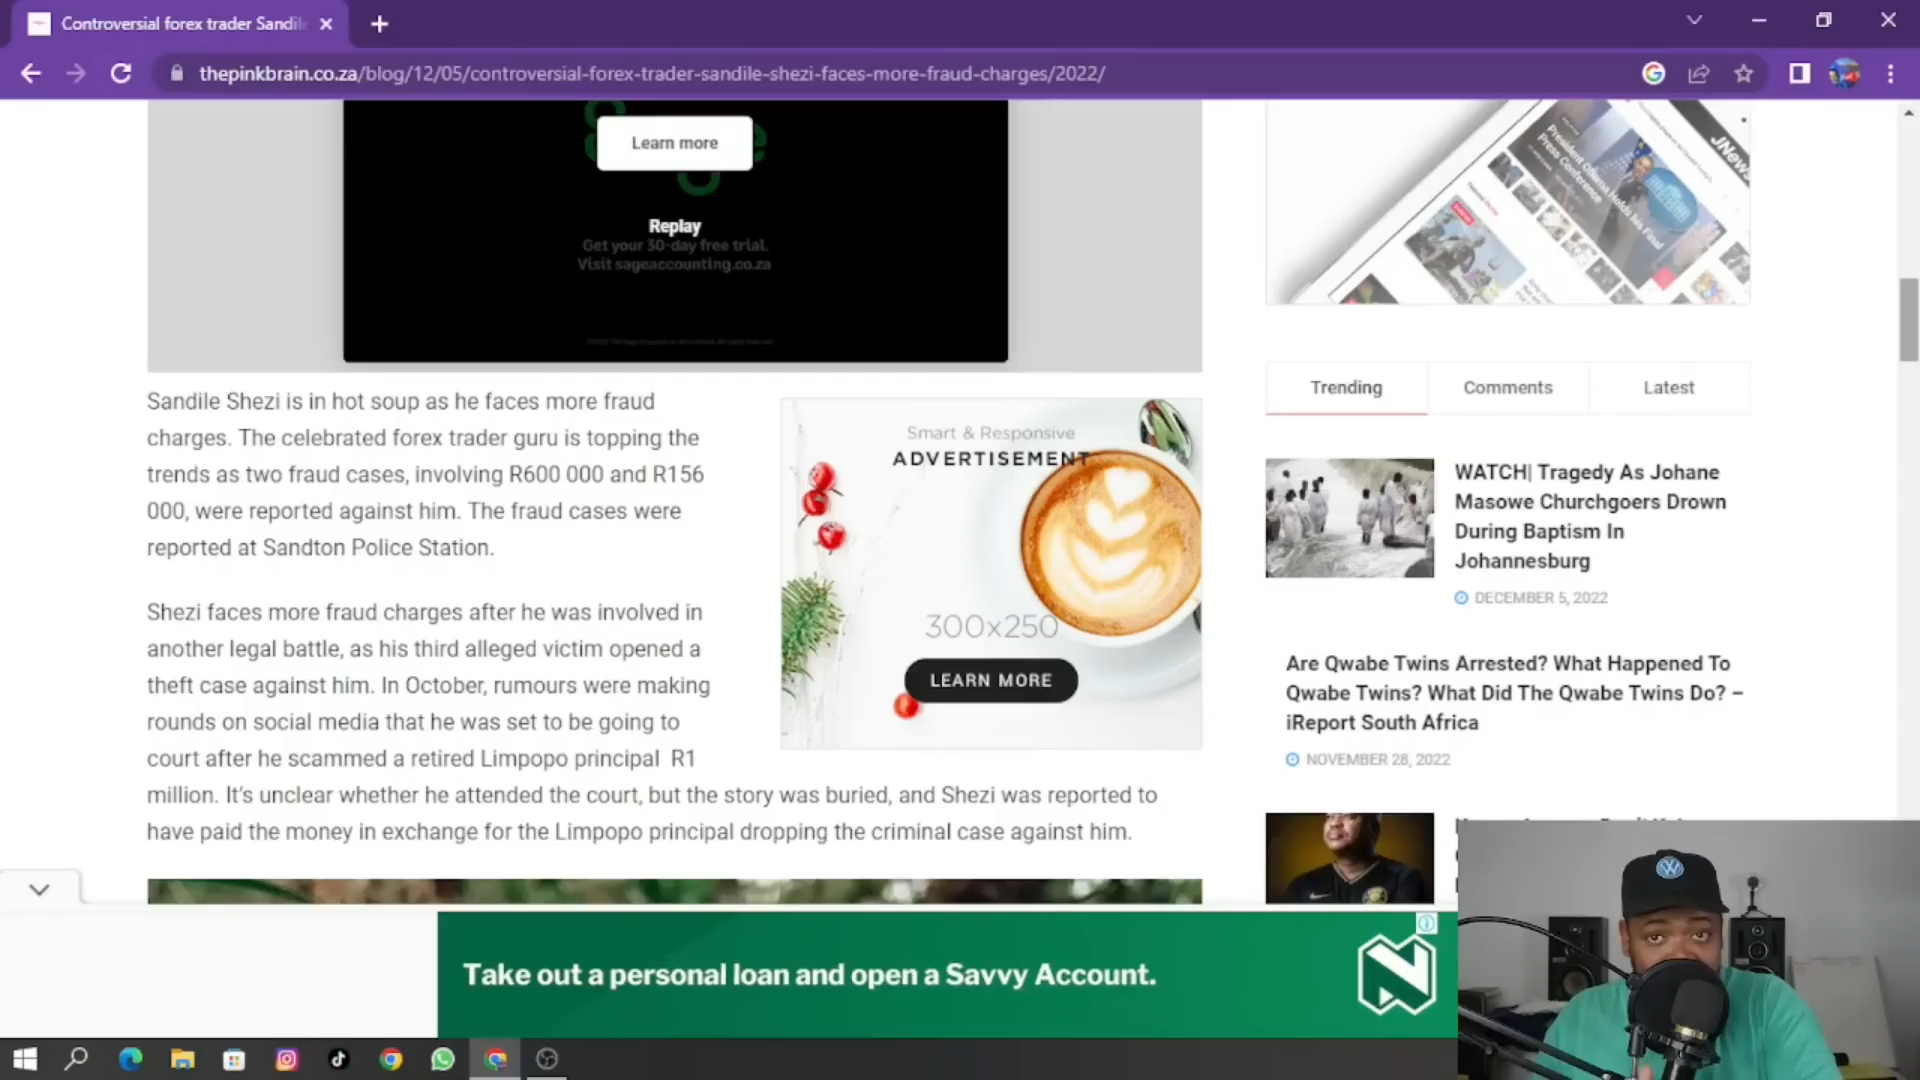 Controversial forex trader Sandil
thepinkbrain.co.za/blog/12/05/controversial-forex-trader-sandile-shezi-faces-more-fraud-charges/2022/
Learn more
Replay
Get your 30-day free trial.
Visit sageaccounting.co.za
Sandile Shezi is in hot soup as he faces more fraud
charges. The celebrated forex trader guru is topping the
trends as two fraud cases, involving R600 000 and R156
000, were reported against him. The fraud cases were
reported at Sandton Police Station.
Shezi faces more fraud charges after he was involved in
another legal battle, as his third alleged victim opened a
theft case against him. In October, rumours were making
rounds on social media that he was set to be going to
court after he scammed a retired Limpopo principal R1
million. It’s unclear whether he attended the court, but the story was buried, and Shezi was reported to
have paid the money in exchange for the Limpopo principal dropping the criminal case against him.
Smart & Responsive
ADVERTISEMENT
300x250
LEARN MORE
JNews
President Obama Holds his Final
Press Conference
Trending
Comments
Latest
WATCH| Tragedy As Johane
Masowe Churchgoers Drown
During Baptism In
Johannesburg
DECEMBER 5, 2022
Are Qwabe Twins Arrested? What Happened To
Qwabe Twins? What Did The Qwabe Twins Do? –
iReport South Africa
NOVEMBER 28, 2022
Take out a personal loan and open a Savvy Account.